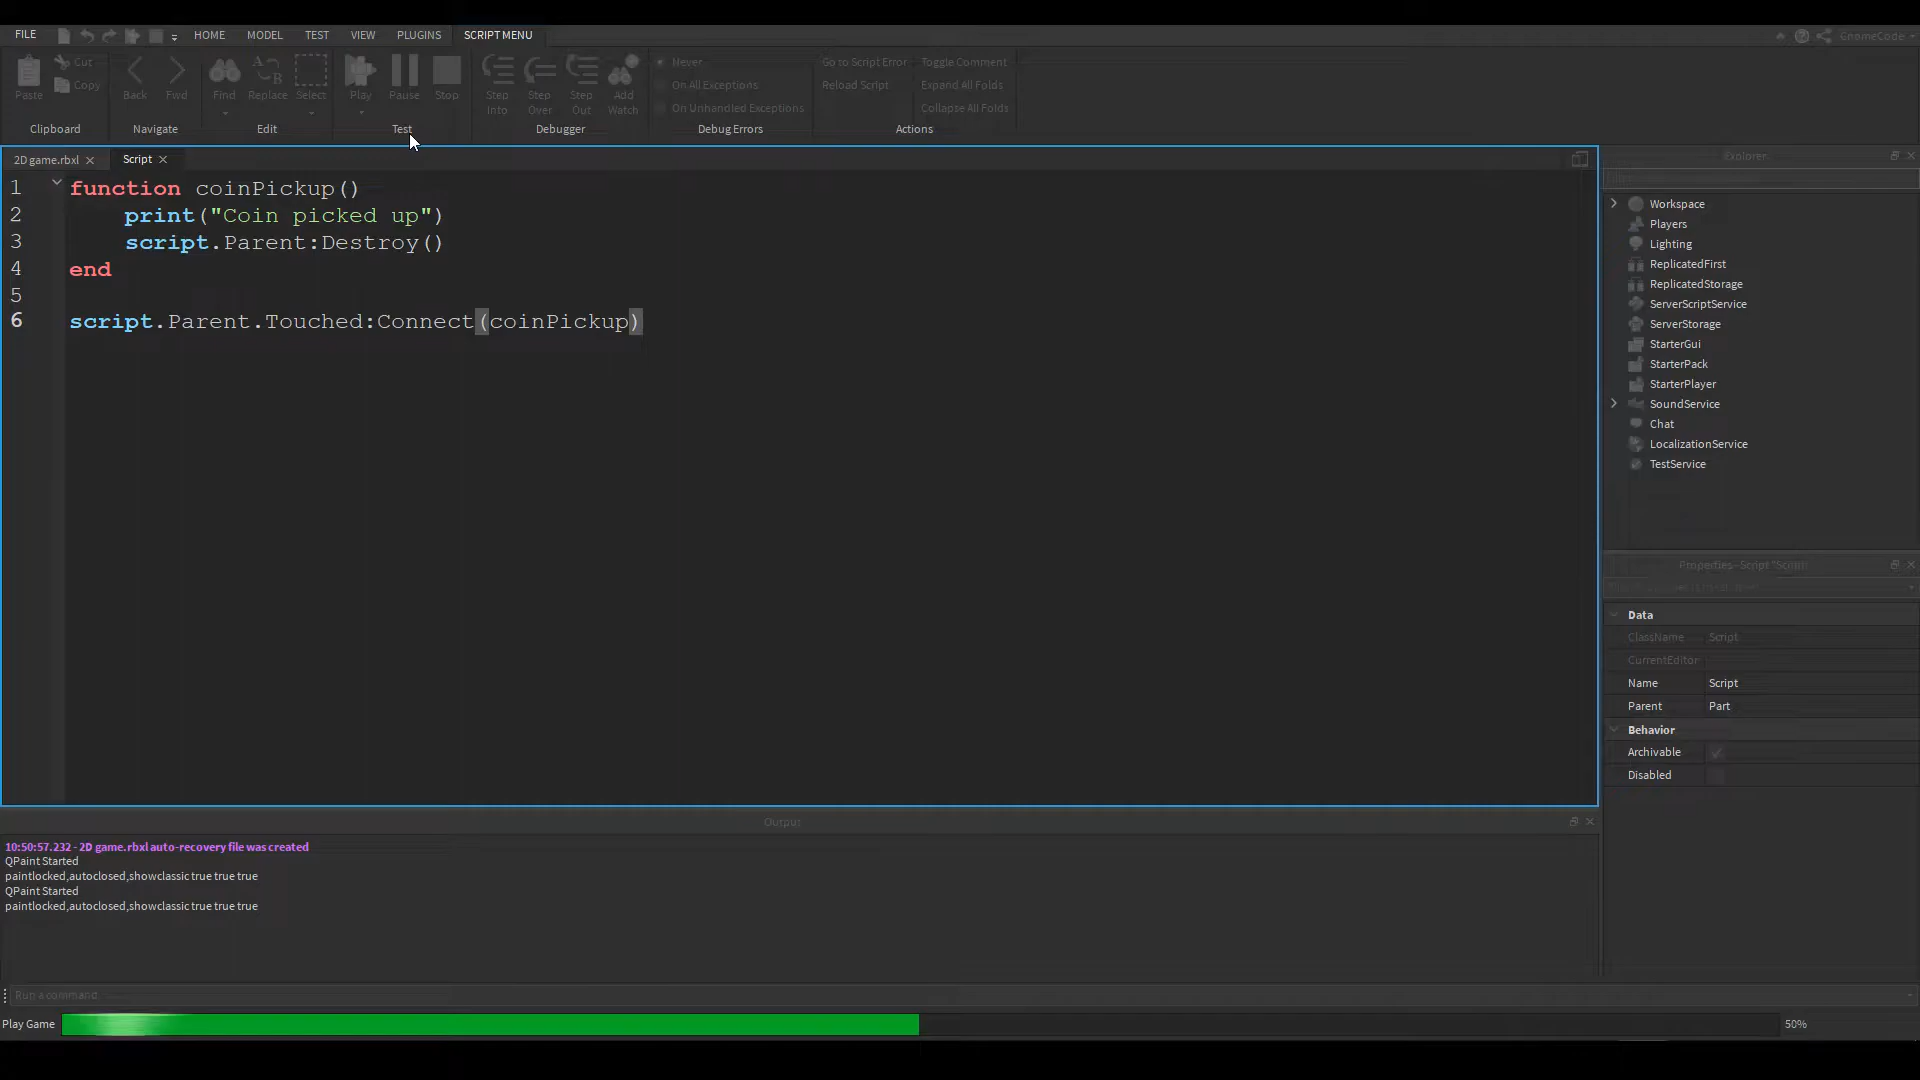 FILE HOME MODEL TEST VIEW PLUGINS SCRIPT MENU GnomeCode
Cut Go to Script Error Toggle Comment Never
Copy Reload Script Expand All Folds On All Exceptions
Paste Back Fwd Find Replace Select Play Pause Stop Step Into Step Over Step Out Add Watch
On Unhandled Exceptions Collapse All Folds
Clipboard Navigate Edit Test Debugger Debug Errors Actions
2D game.rbxl Script
1 function coinPickup()
2 print("Coin picked up")
3 script.Parent:Destroy()
4 end
5
6 script.Parent.Touched:Connect(coinPickup)
Explorer
Workspace
Players
Lighting
ReplicatedFirst
ReplicatedStorage
ServerScriptService
ServerStorage
StarterGui
StarterPack
StarterPlayer
SoundService
Chat
LocalizationService
TestService
Properties - Script "Script"
Data
ClassName Script
CurrentEditor
Name Script
Parent Part
Behavior
Archivable
Disabled
Output
10:50:57.232 - 2D game.rbxl auto-recovery file was created
QPaint Started
paintlocked,autoclosed,showclassic true true true
QPaint Started
paintlocked,autoclosed,showclassic true true true
Run a command
Play Game 50%